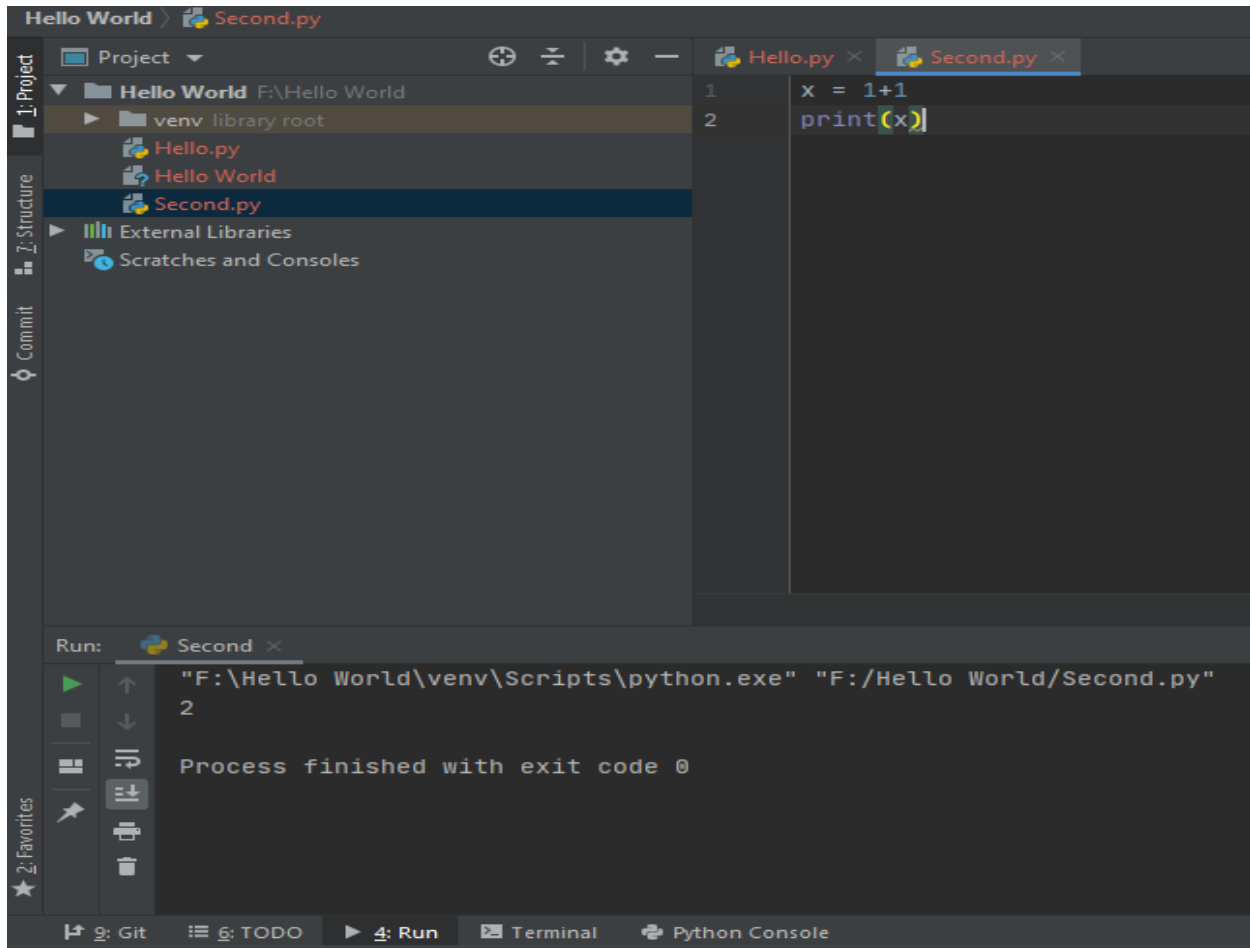 Hello World Second.py
Project
Hello.py
Second.py
1: Project
Hello World F:\Hello World
venv library root
Hello.py
Hello World
Second.py
External Libraries
Scratches and Consoles
7: Structure
Commit
1 x = 1+1
2 print(x)
Run: Second
"F:\Hello World\venv\Scripts\python.exe" "F:/Hello World/Second.py"
2
Process finished with exit code 0
2: Favorites
9: Git 6: TODO 4: Run Terminal Python Console